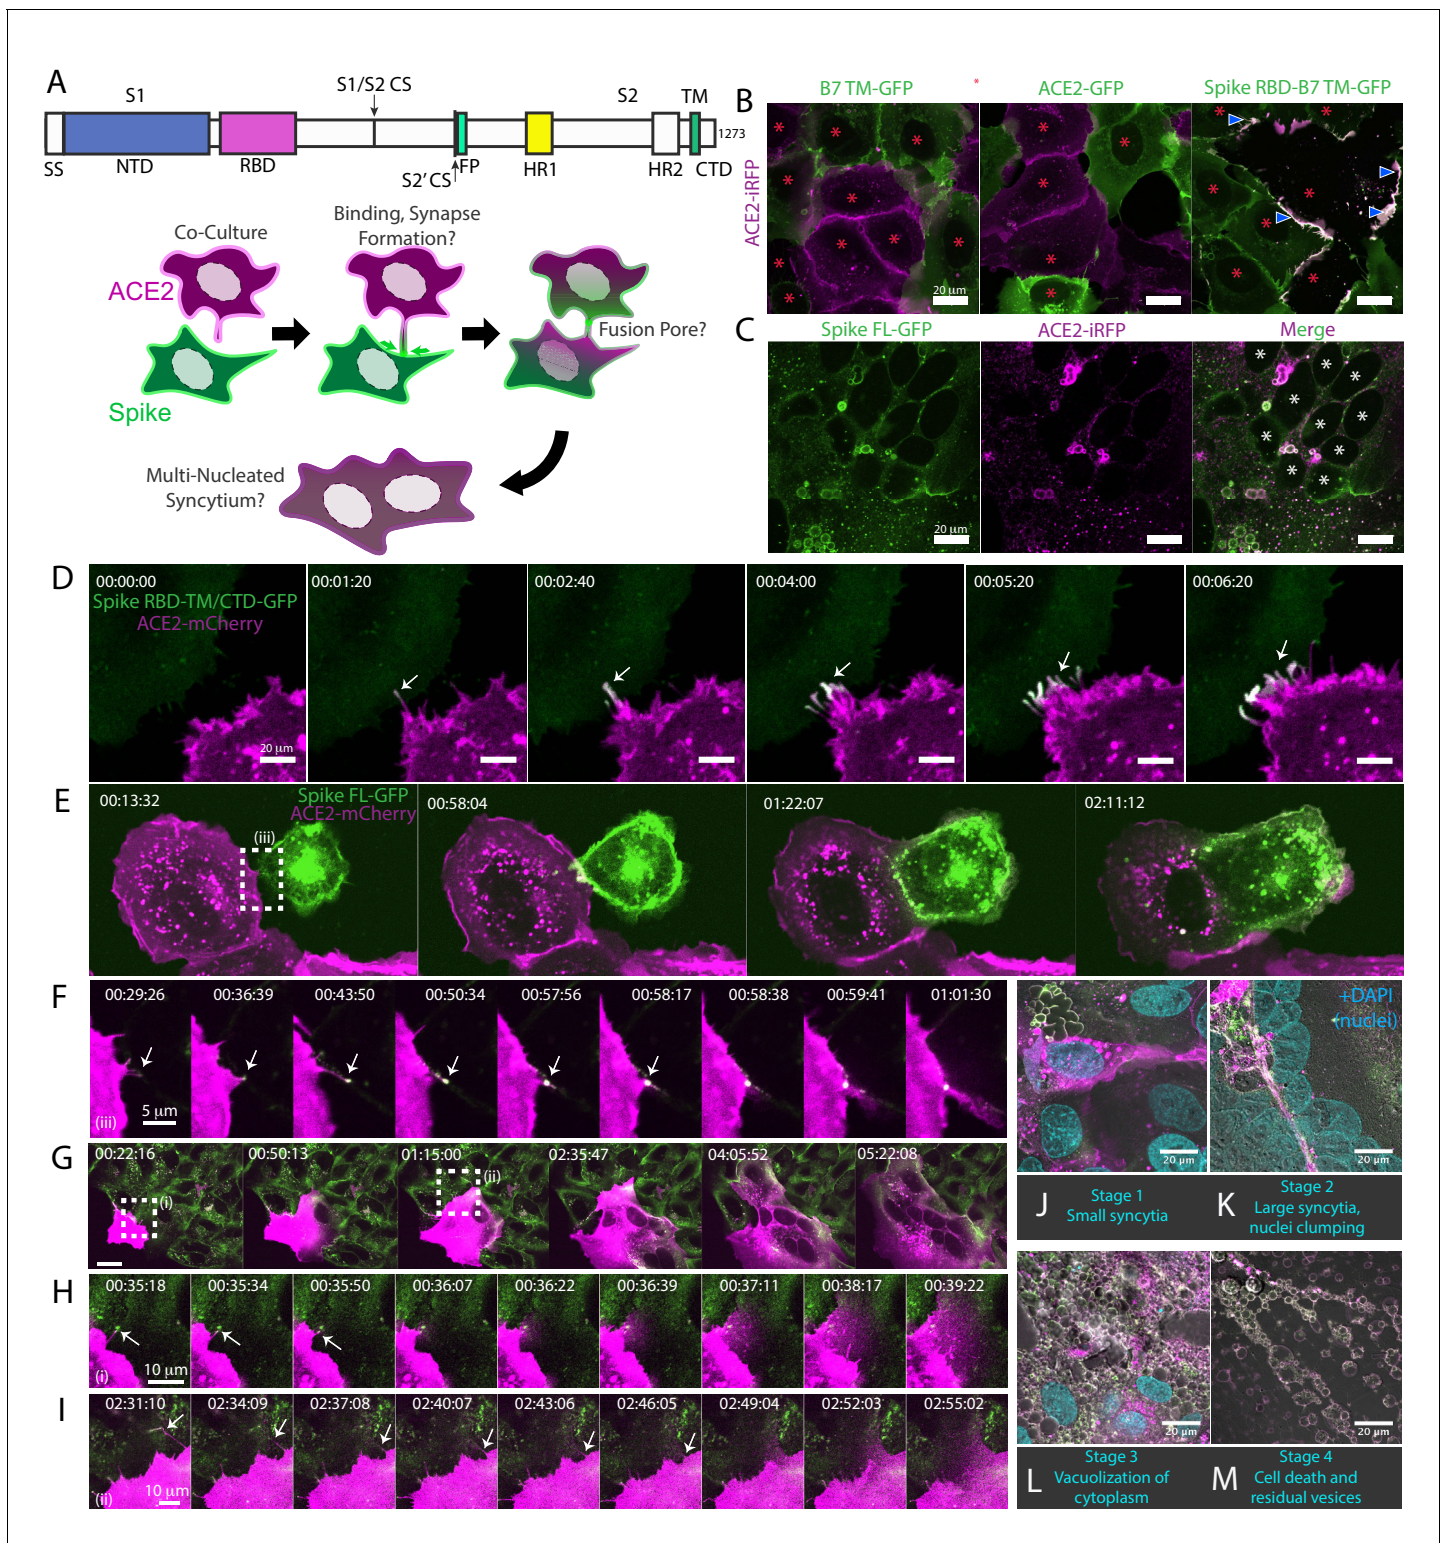 A
S1
S1/S2 CS
S2
TM
1273
SS
NTD
RBD
S2′ CS
FP
HR1
HR2
CTD
Co-Culture
Binding, Synapse
Formation?
ACE2
Spike
Fusion Pore?
Multi-Nucleated
Syncytium?
B
B7 TM-GFP
*
ACE2-GFP
Spike RBD-B7 TM-GFP
ACE2-iRFP
20 μm
C
Spike FL-GFP
ACE2-iRFP
Merge
20 μm
D
00:00:00
00:01:20
00:02:40
00:04:00
00:05:20
00:06:20
Spike RBD-TM/CTD-GFP
ACE2-mCherry
20 μm
E
00:13:32
Spike FL-GFP
ACE2-mCherry
(iii)
00:58:04
01:22:07
02:11:12
F
00:29:26
00:36:39
00:43:50
00:50:34
00:57:56
00:58:17
00:58:38
00:59:41
01:01:30
(iii)
5 μm
G
00:22:16
00:50:13
01:15:00
02:35:47
04:05:52
05:22:08
(i)
(ii)
H
00:35:18
00:35:34
00:35:50
00:36:07
00:36:22
00:36:39
00:37:11
00:38:17
00:39:22
(i)
10 μm
I
02:31:10
02:34:09
02:37:08
02:40:07
02:43:06
02:46:05
02:49:04
02:52:03
02:55:02
(ii)
10 μm
+DAPI
(nuclei)
20 μm
20 μm
J
Stage 1
Small syncytia
K
Stage 2
Large syncytia,
nuclei clumping
20 μm
20 μm
L
Stage 3
Vacuolization of
cytoplasm
M
Stage 4
Cell death and
residual vesices